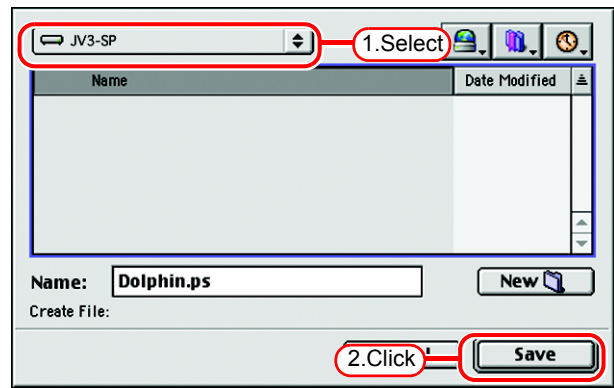 JV3-SP
1.Select
Name
Date Modified
Name:
Dolphin.ps
New
Create File:
2.Click
Save